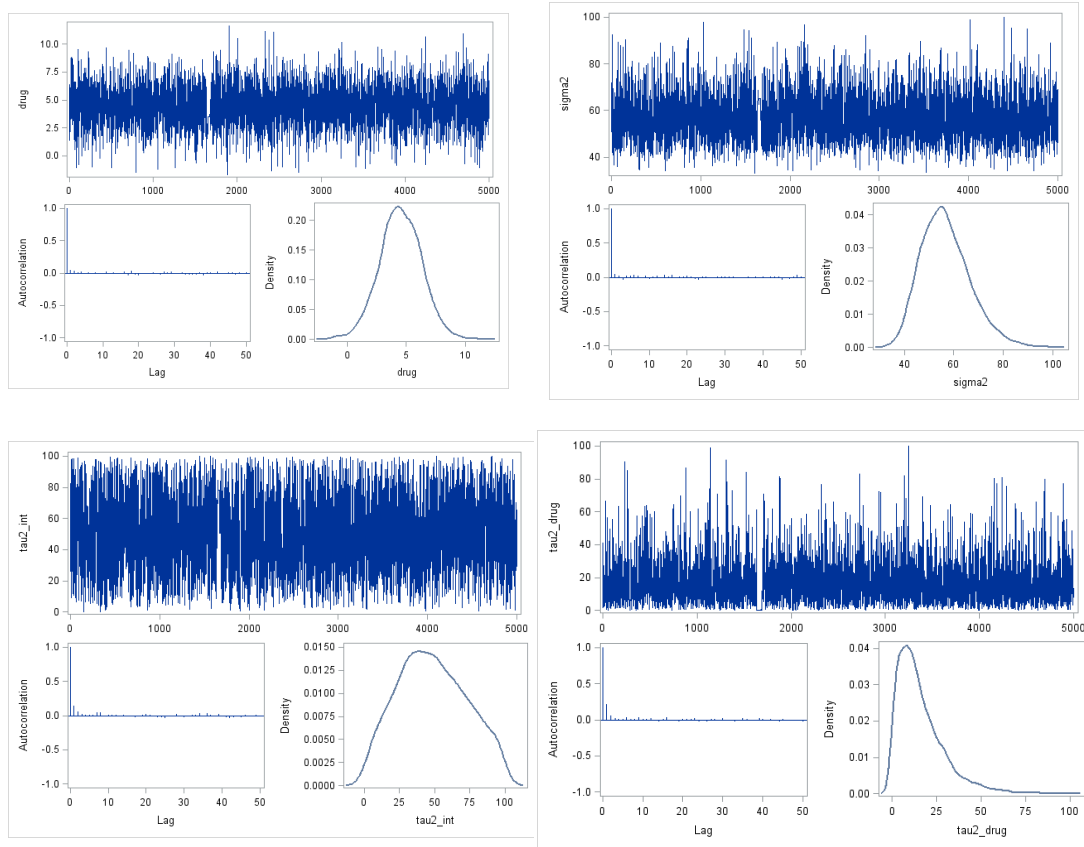 drug
10.0
7.5
5.0
2.5
0.0
0 1000 2000 3000 4000 5000
Autocorrelation
1.0
0.5
0.0
-0.5
-1.0
0 10 20 30 40 50
Lag
Density
0.20
0.15
0.10
0.05
0.00
0 5 10
drug
sigma2
100
80
60
40
0 1000 2000 3000 4000 5000
Autocorrelation
1.0
0.5
0.0
-0.5
-1.0
0 10 20 30 40 50
Lag
Density
0.04
0.03
0.02
0.01
0.00
40 60 80 100
sigma2
tau2_int
100
80
60
40
20
0
0 1000 2000 3000 4000 5000
Autocorrelation
1.0
0.5
0.0
-0.5
-1.0
0 10 20 30 40 50
Lag
Density
0.0150
0.0125
0.0100
0.0075
0.0050
0.0025
0.0000
0 25 50 75 100
tau2_int
tau2_drug
100
80
60
40
20
0
0 1000 2000 3000 4000 5000
Autocorrelation
1.0
0.5
0.0
-0.5
-1.0
0 10 20 30 40 50
Lag
Density
0.04
0.03
0.02
0.01
0.00
0 25 50 75 100
tau2_drug